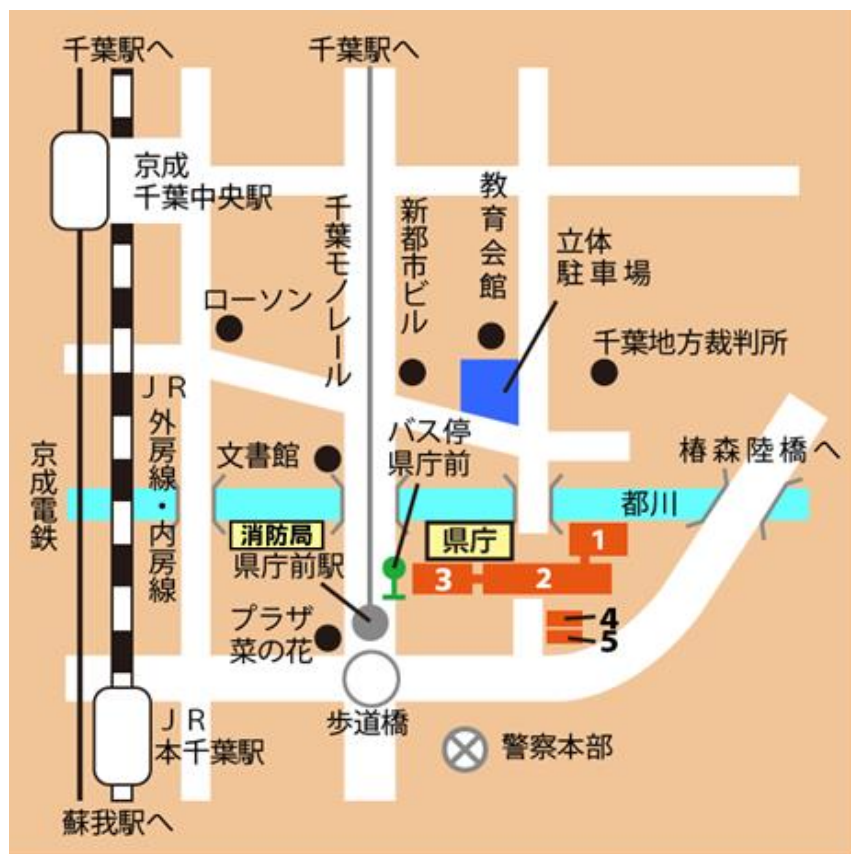 千葉駅へ
千葉駅へ
京成
千葉中央駅
千葉モノレール
新都市ビル
教育会館
立体
駐車場
ローソン
千葉地方裁判所
ＪＲ
外房線・内房線
京成電鉄
文書館
バス停
県庁前
椿森陸橋へ
都川
消防局
県庁
1
県庁前駅
3
2
プラザ
菜の花
4
5
歩道橋
ＪＲ
本千葉駅
警察本部
蘇我駅へ